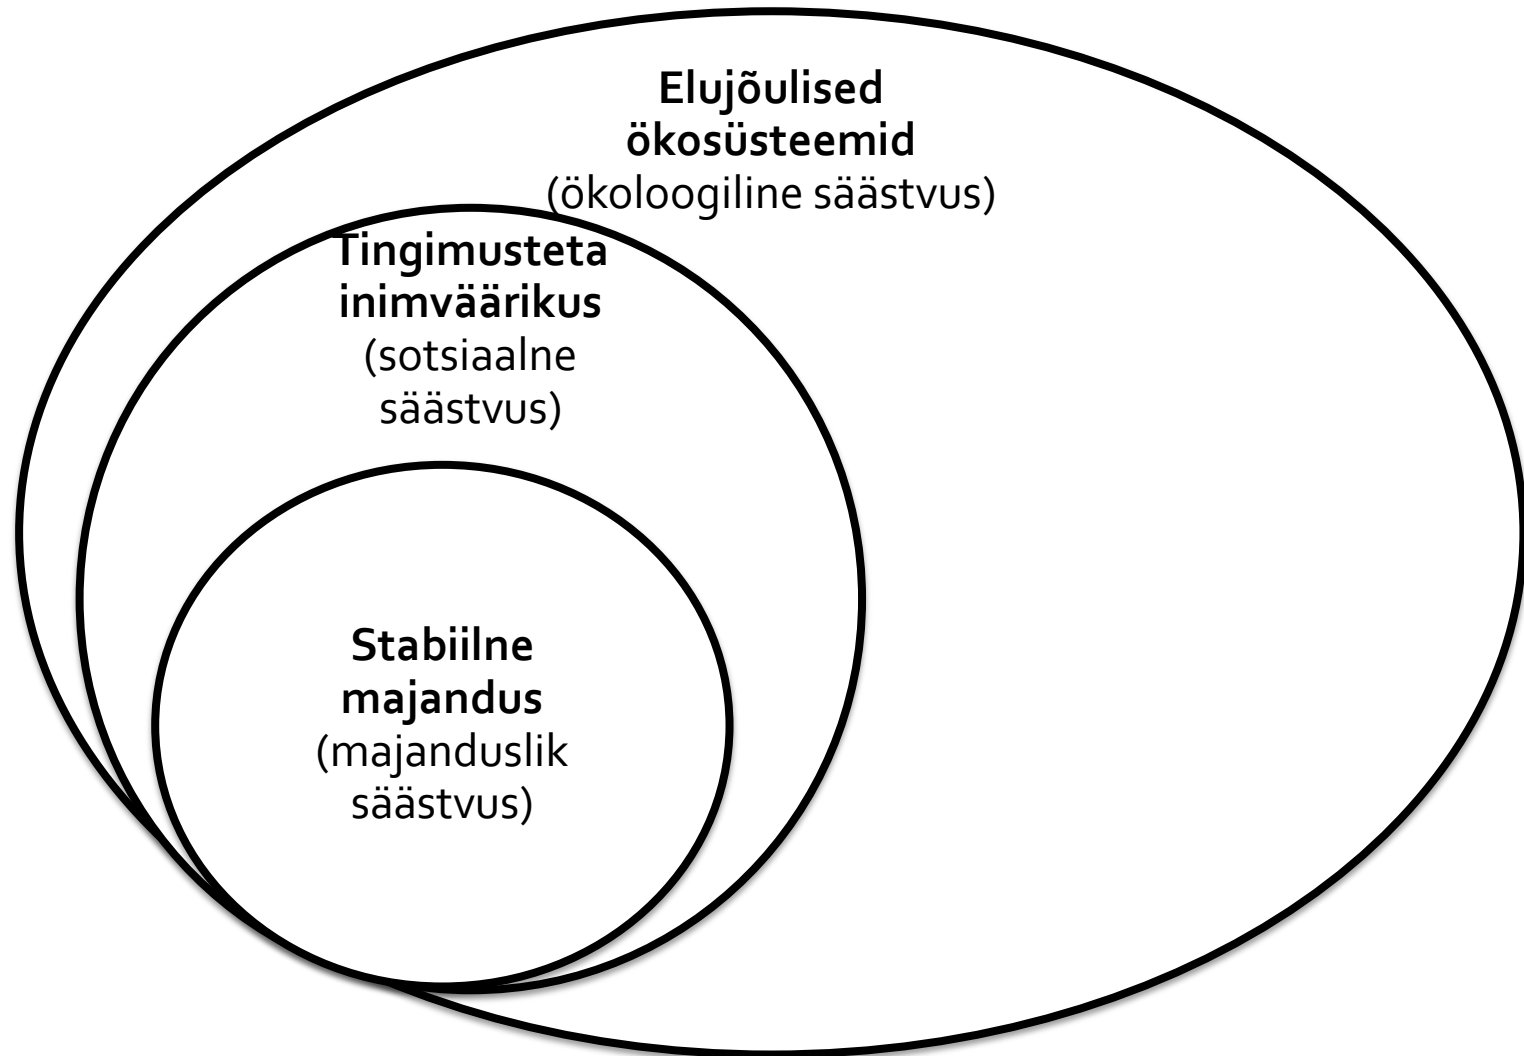 Elujõulised
ökosüsteemid
(ökoloogiline säästvus)
Tingimusteta
inimväärikus
(sotsiaalne
säästvus)
Stabiilne
majandus
(majanduslik
säästvus)